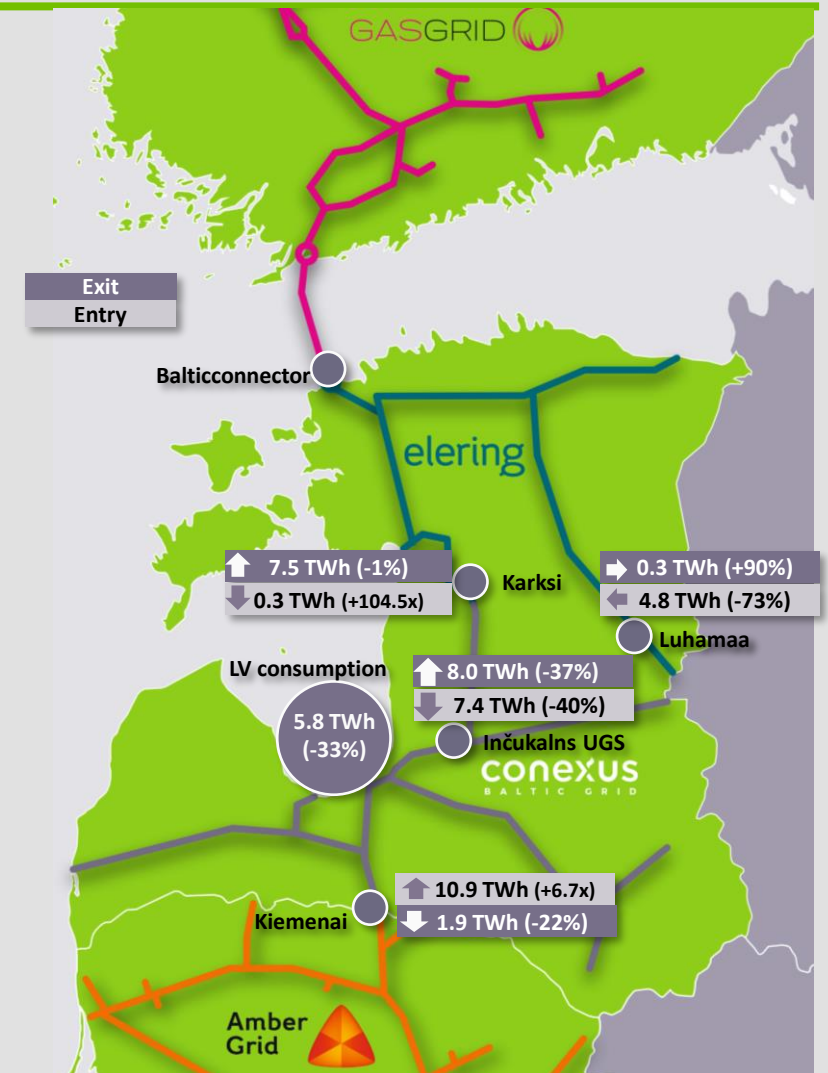 GASGRID
Exit
Entry
Balticconnector
elering
7.5 TWh (-1%)
0.3 TWh (+104.5x)
Karksi
0.3 TWh (+90%)
4.8 TWh (-73%)
Luhamaa
LV consumption
5.8 TWh
(-33%)
8.0 TWh (-37%)
7.4 TWh (-40%)
Inčukalns UGS
conexus
BALTIC GRID
10.9 TWh (+6.7x)
1.9 TWh (-22%)
Kiemenai
Amber
Grid